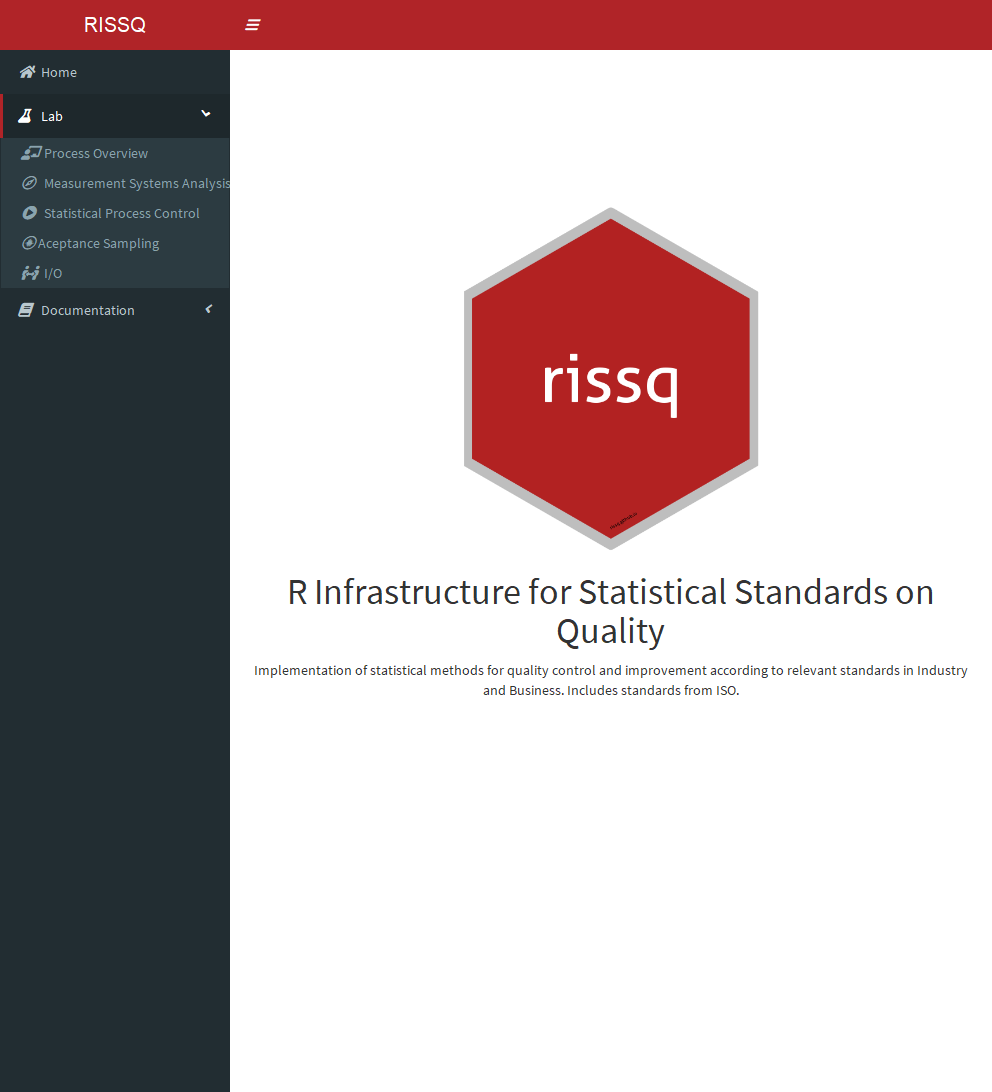 RISSQ
Home
Lab
Process Overview
Measurement Systems Analysis
Statistical Process Control
Aceptance Sampling
I/O
Documentation
rissq
R Infrastructure for Statistical Standards on
Quality
Implementation of statistical methods for quality control and improvement according to relevant standards in Industry
and Business. Includes standards from ISO.